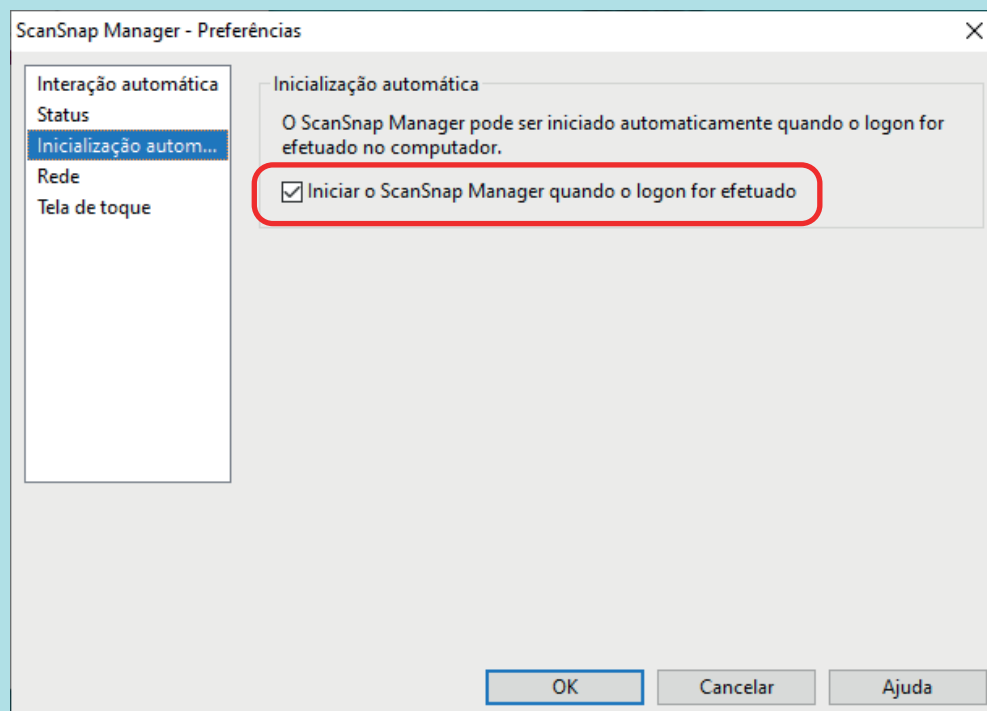 ScanSnap Manager - Preferências
Interação automática
Status
Inicialização autom...
Rede
Tela de toque
Inicialização automática
O ScanSnap Manager pode ser iniciado automaticamente quando o logon for
efetuado no computador.
Iniciar o ScanSnap Manager quando o logon for efetuado
OK
Cancelar
Ajuda